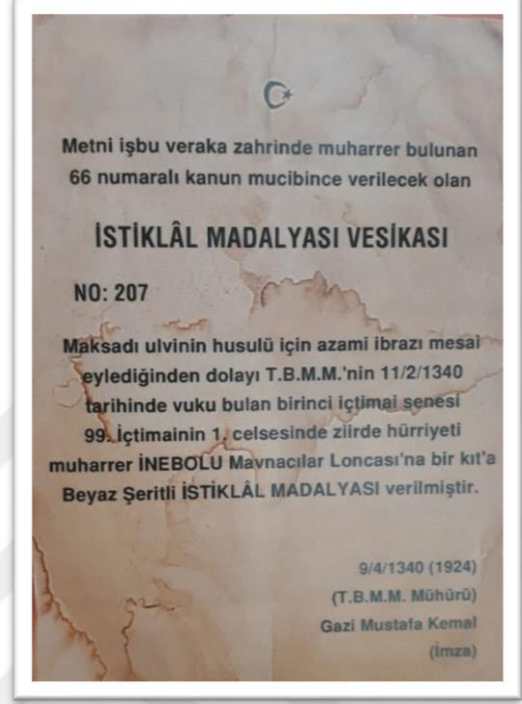 Metni işbu veraka zahrinde muharrer bulunan
66 numaralı kanun mucibince verilecek olan
İSTİKLÂL MADALYASI VESİKASI
NO: 207
Maksadı ulvinin husulü için azami ibrazı mesai
eylediğinden dolayı T.B.M.M.'nin 11/2/1340
tarihinde vuku bulan birinci içtimai senesi
99. İçtimainin 1. celsesinde ziirde hürriyeti
muharrer İNEBOLU Mavnacılar Loncası'na bir kıt'a
Beyaz Şeritli İSTİKLÂL MADALYASI verilmiştir.
9/4/1340 (1924)
(T.B.M.M. Mühürü)
Gazi Mustafa Kemal
(İmza)